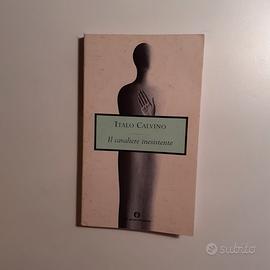 Italo Calvino
Il cavaliere inesistente
subito